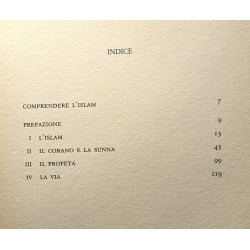 INDICE
COMPRENDERE L'ISLAM 7
PREFAZIONE 9
I L'ISLAM 13
II IL CORANO E LA SUNNA 45
III IL PROFETA 99
IV LA VIA 119